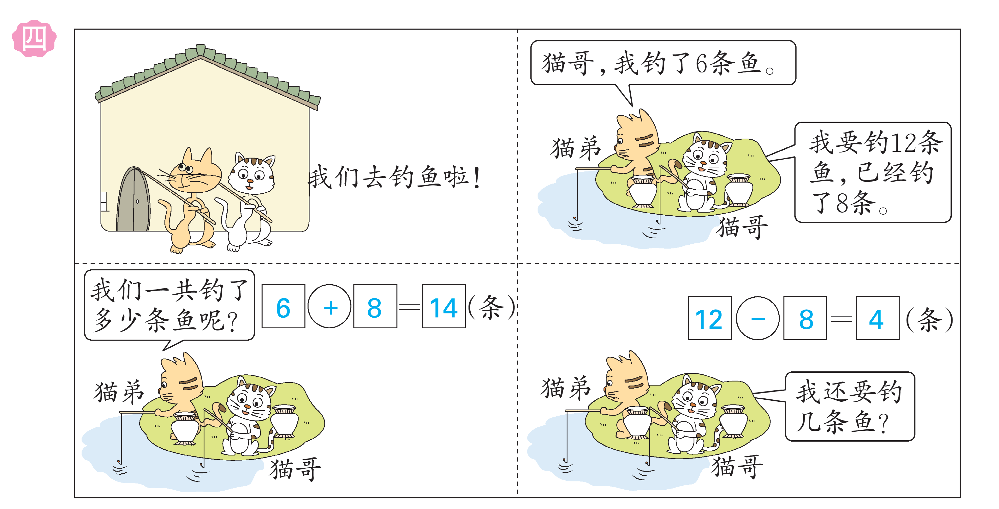 四
我们去钓鱼啦!
猫哥,我钓了6条鱼。
猫弟
我要钓12条
鱼,已经钓
了8条。
猫哥
我们一共钓了
多少条鱼呢?
6 + 8 = 14 (条)
猫弟
猫哥
12 - 8 = 4 (条)
猫弟
我还要钓
几条鱼?
猫哥